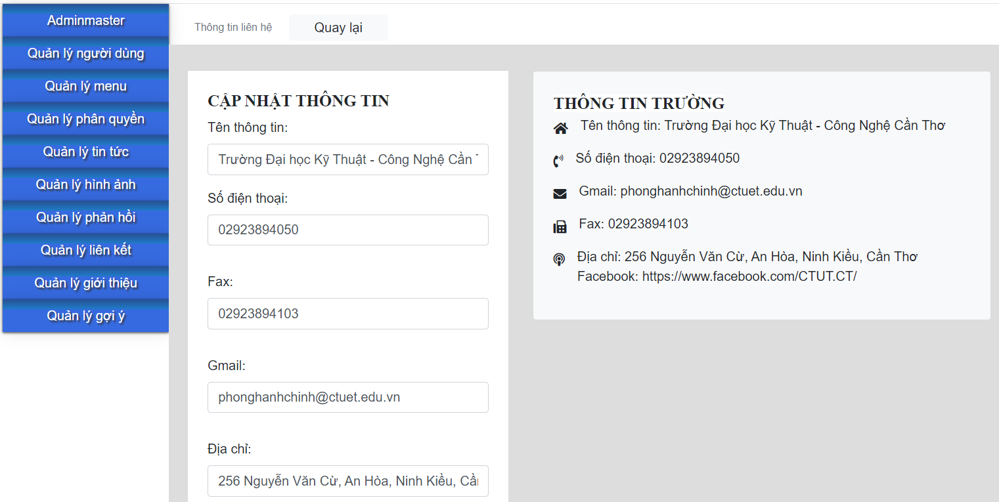 Adminmaster
Quản lý người dùng
Quản lý menu
Quản lý phân quyền
Quản lý tin tức
Quản lý hình ảnh
Quản lý phản hồi
Quản lý liên kết
Quản lý giới thiệu
Quản lý gợi ý
Thông tin liên hệ
Quay lại
CẬP NHẬT THÔNG TIN
Tên thông tin:
Trường Đại học Kỹ Thuật - Công Nghệ Cần
Số điện thoại:
02923894050
Fax:
02923894103
Gmail:
phonghanhchinh@ctuet.edu.vn
Địa chỉ:
256 Nguyễn Văn Cừ, An Hòa, Ninh Kiều, Cần
THÔNG TIN TRƯỜNG
Tên thông tin: Trường Đại học Kỹ Thuật - Công Nghệ Cần Thơ
Số điện thoại: 02923894050
Gmail: phonghanhchinh@ctuet.edu.vn
Fax: 02923894103
Địa chỉ: 256 Nguyễn Văn Cừ, An Hòa, Ninh Kiều, Cần Thơ
Facebook: https://www.facebook.com/CTUT.CT/